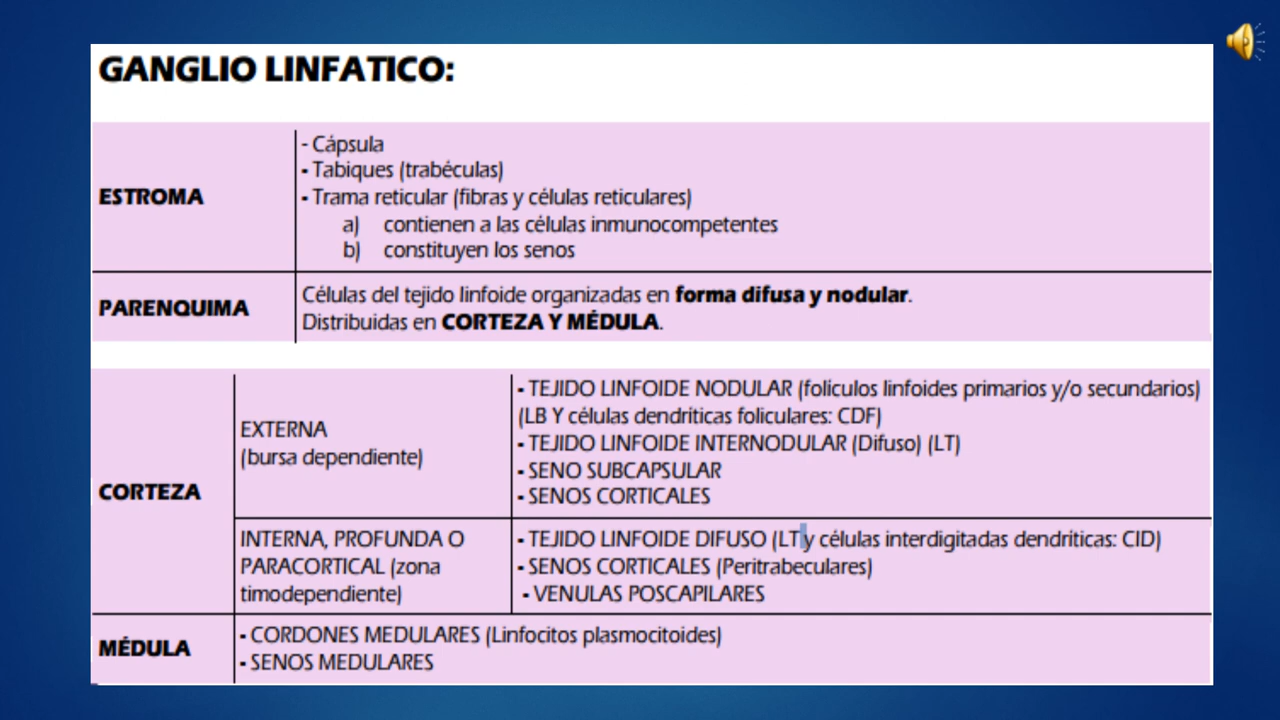 GANGLIO LINFATICO:
ESTROMA
- Cápsula
- Tabiques (trabéculas)
- Trama reticular (fibras y células reticulares)
a) contienen a las células inmunocompetentes
b) constituyen los senos
PARENQUIMA
Células del tejido linfoide organizadas en forma difusa y nodular.
Distribuidas en CORTEZA Y MÉDULA.
CORTEZA
EXTERNA
(bursa dependiente)
- TEJIDO LINFOIDE NODULAR (folículos linfoides primarios y/o secundarios)
(LB Y células dendríticas foliculares: CDF)
- TEJIDO LINFOIDE INTERNODULAR (Difuso) (LT)
- SENO SUBCAPSULAR
- SENOS CORTICALES
INTERNA, PROFUNDA O
PARACORTICAL (zona
timodependiente)
- TEJIDO LINFOIDE DIFUSO (LT y células interdigitadas dendríticas: CID)
- SENOS CORTICALES (Peritrabeculares)
- VENULAS POSCAPILARES
MÉDULA
- CORDONES MEDULARES (Linfocitos plasmocitoides)
- SENOS MEDULARES